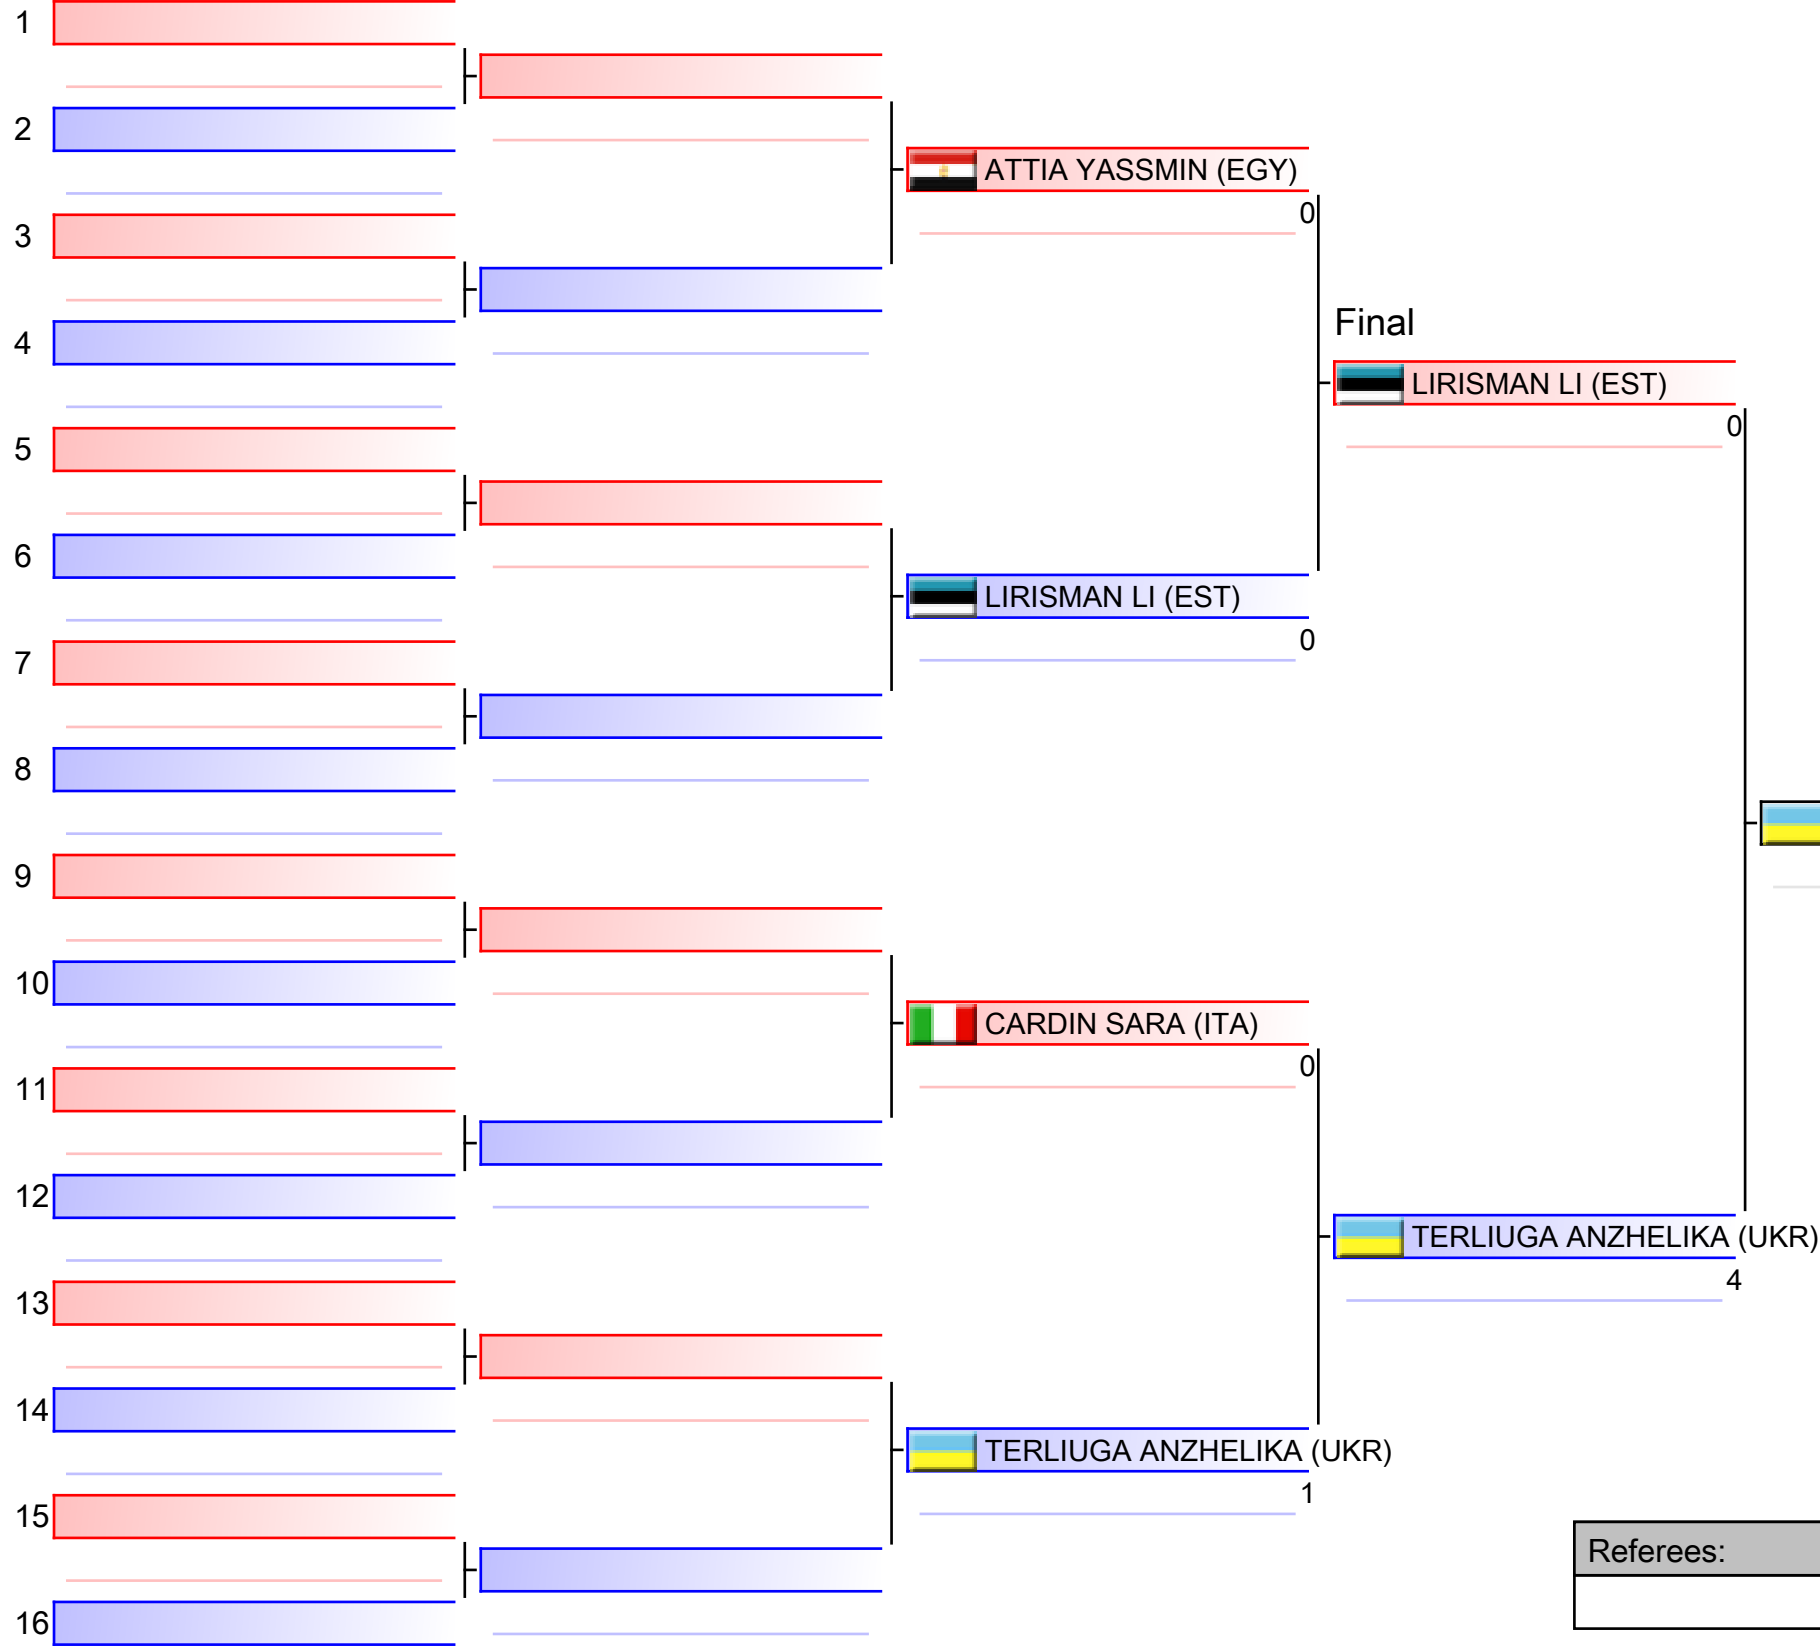 1
2
ATTIA YASSMIN (EGY)
0
3
Final
4
LIRISMAN LI (EST)
0
5
6
LIRISMAN LI (EST)
0
7
8
9
10
CARDIN SARA (ITA)
0
11
12
TERLIUGA ANZHELIKA (UKR)
4
13
14
TERLIUGA ANZHELIKA (UKR)
1
15
Referees:
16